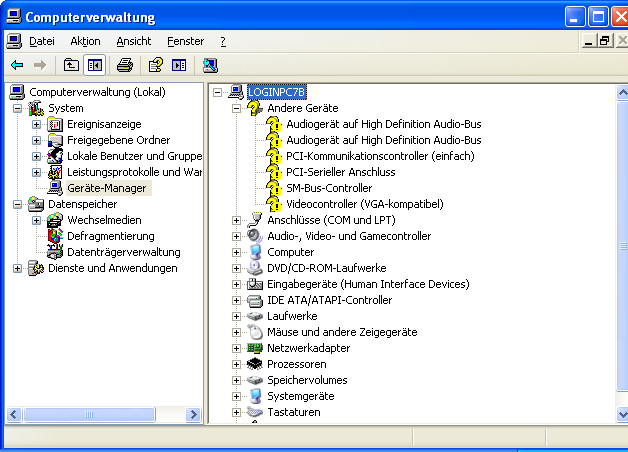 Computerverwaltung
Datei Aktion Ansicht Fenster ?
Computerverwaltung (Lokal)
System
Ereignisanzeige
Freigegebene Ordner
Lokale Benutzer und Gruppe
Leistungsprotokolle und War
Geräte-Manager
Datenspeicher
Wechselmedien
Defragmentierung
Datenträgerverwaltung
Dienste und Anwendungen
LOGINPC7B
Andere Geräte
Audiogerät auf High Definition Audio-Bus
Audiogerät auf High Definition Audio-Bus
PCI-Kommunikationscontroller (einfach)
PCI-Serieller Anschluss
SM-Bus-Controller
Videocontroller (VGA-kompatibel)
Anschlüsse (COM und LPT)
Audio-, Video- und Gamecontroller
Computer
DVD/CD-ROM-Laufwerke
Eingabegeräte (Human Interface Devices)
IDE ATA/ATAPI-Controller
Laufwerke
Mäuse und andere Zeigegeräte
Netzwerkadapter
Prozessoren
Speichervolumes
Systemgeräte
Tastaturen